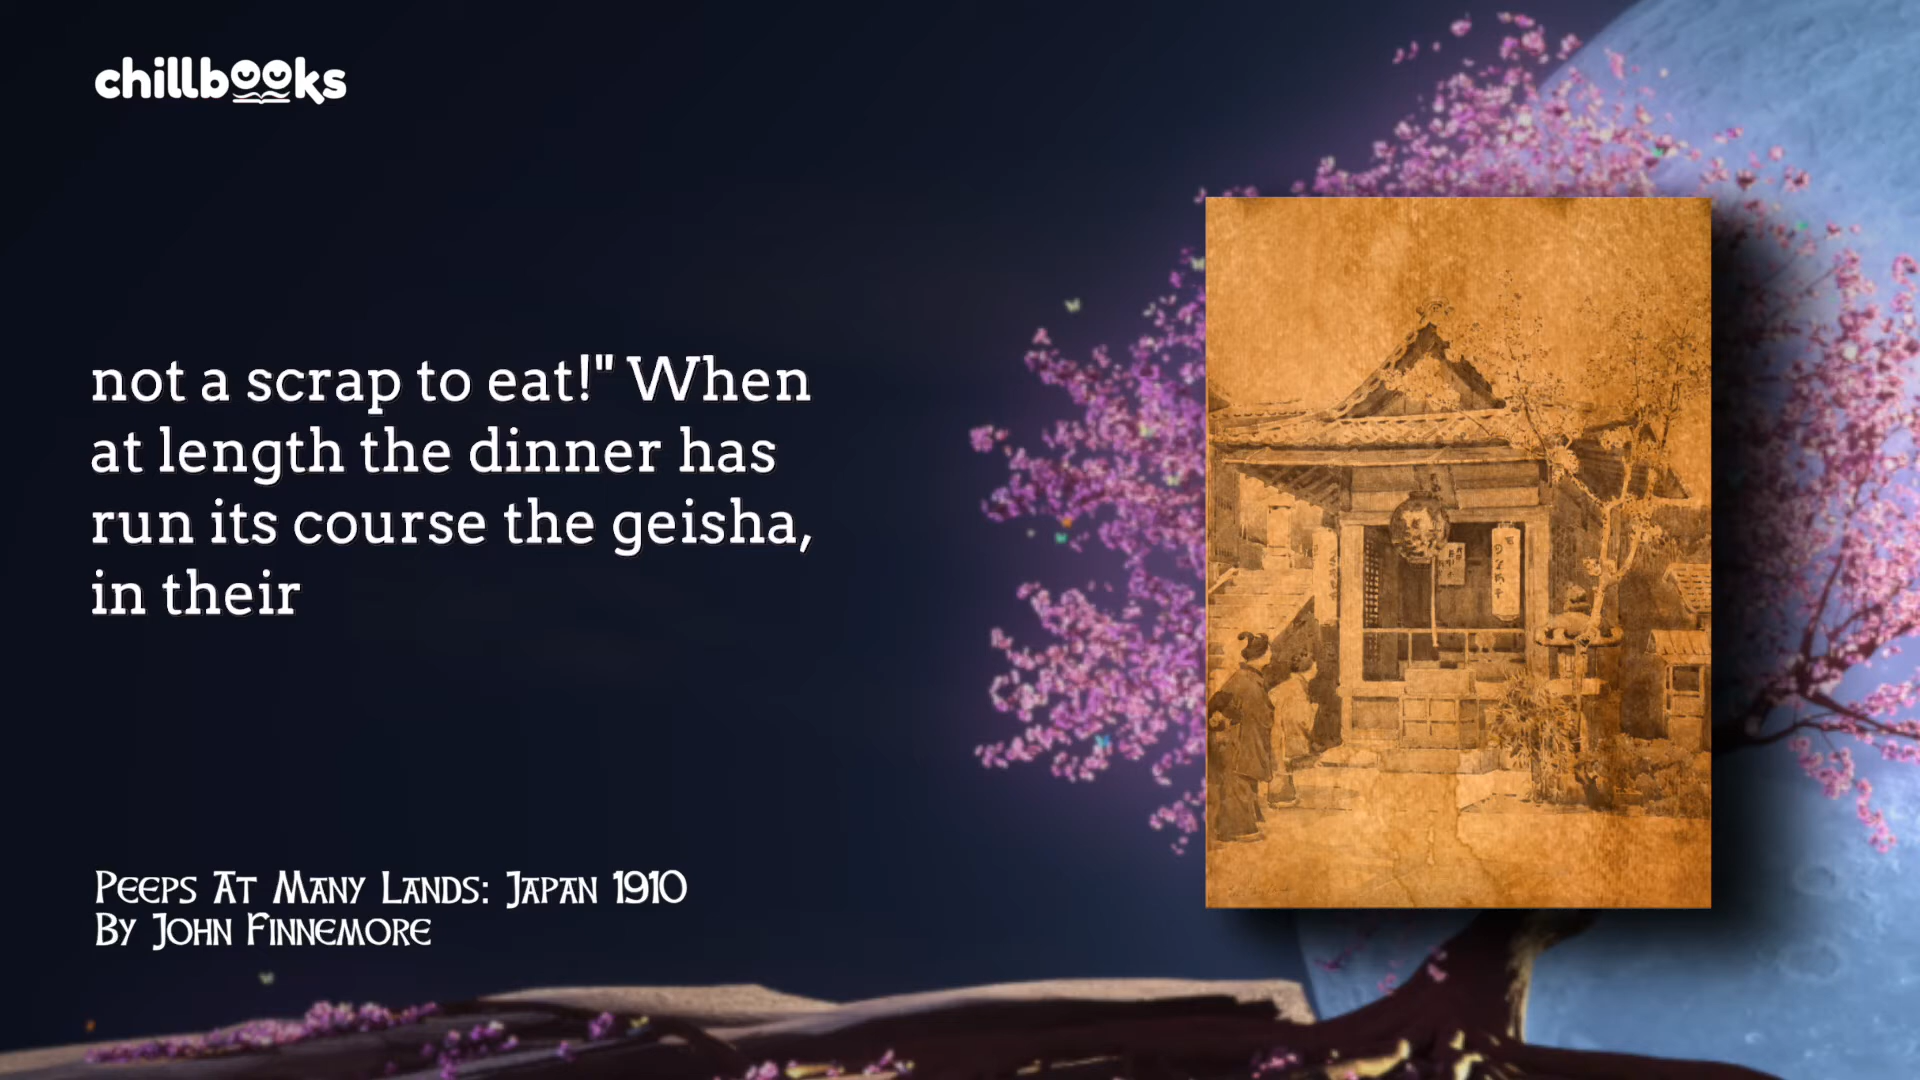 chillbooks
not a scrap to eat!" When
at length the dinner has
run its course the geisha,
in their
Peeps At Many Lands: Japan 1910
By John Finnemore